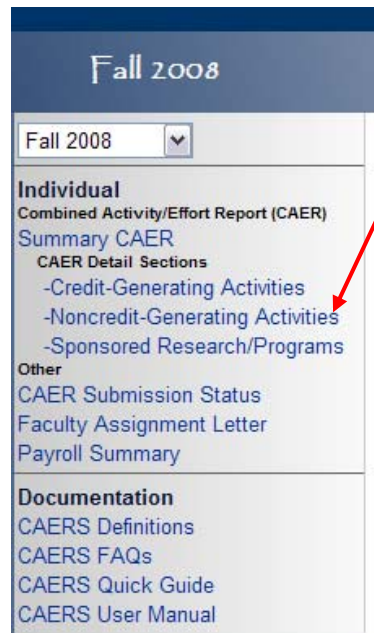 Fall 2008
Fall 2008
Individual
Combined Activity/Effort Report (CAER)
Summary CAER
CAER Detail Sections
-Credit-Generating Activities
-Noncredit-Generating Activities
-Sponsored Research/Programs
Other
CAER Submission Status
Faculty Assignment Letter
Payroll Summary
Documentation
CAERS Definitions
CAERS FAQs
CAERS Quick Guide
CAERS User Manual